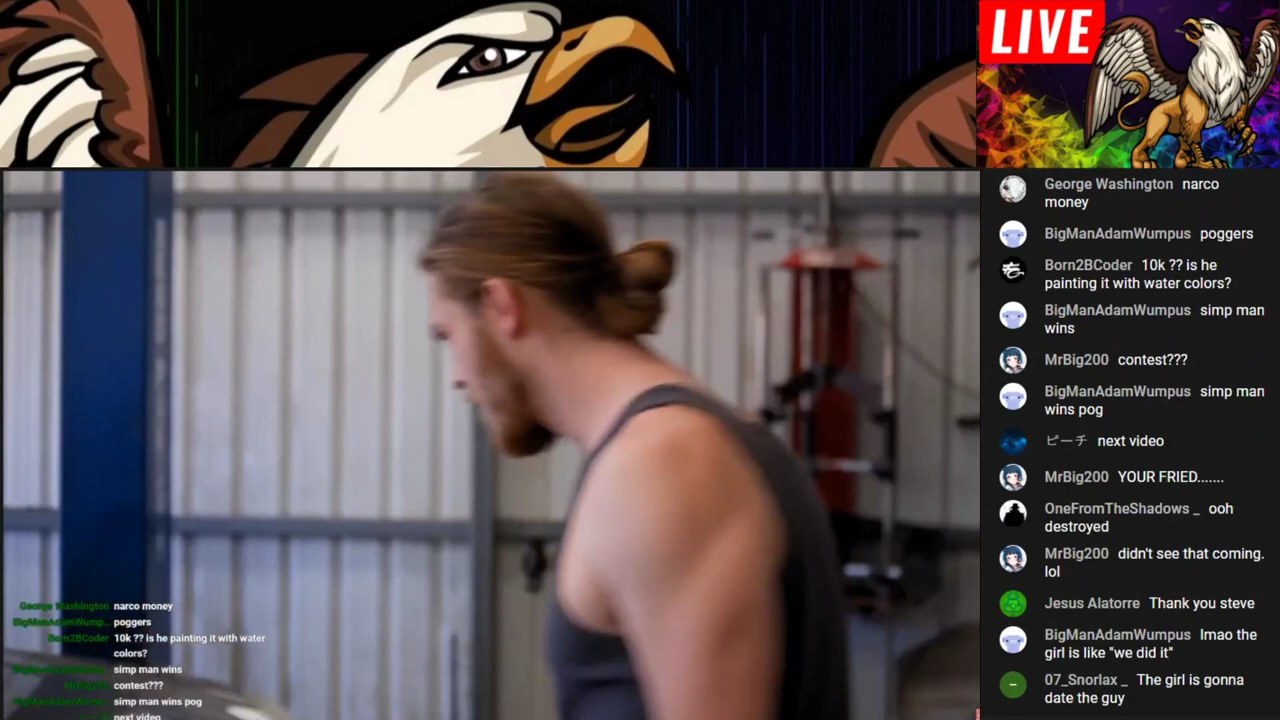 LIVE
George Washington narco
money
BigManAdamWumpus poggers
Born2BCoder 10k ?? is he
painting it with water colors?
BigManAdamWumpus simp man
wins
MrBig200 contest???
BigManAdamWumpus simp man
wins pog
ピーチ next video
MrBig200 YOUR FRIED.......
OneFromTheShadows _ ooh
destroyed
MrBig200 didn't see that coming.
lol
Jesus Alatorre Thank you steve
BigManAdamWumpus lmao the
girl is like "we did it"
07_Snorlax _ The girl is gonna
date the guy
George Washington narco money
BigManAdamWump... poggers
Born2BCoder 10k ?? is he painting it with water
colors?
simp man wins
MrBig200 contest???
simp man wins pog
next video